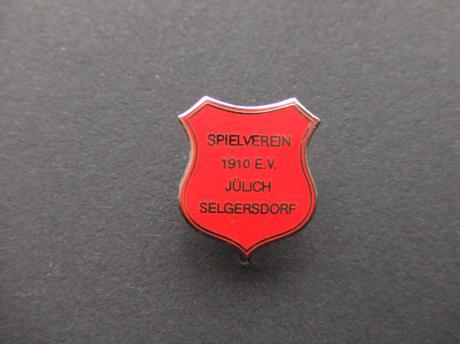 SPIELVEREIN
1910 E.V.
JÜLICH
SELGERSDORF